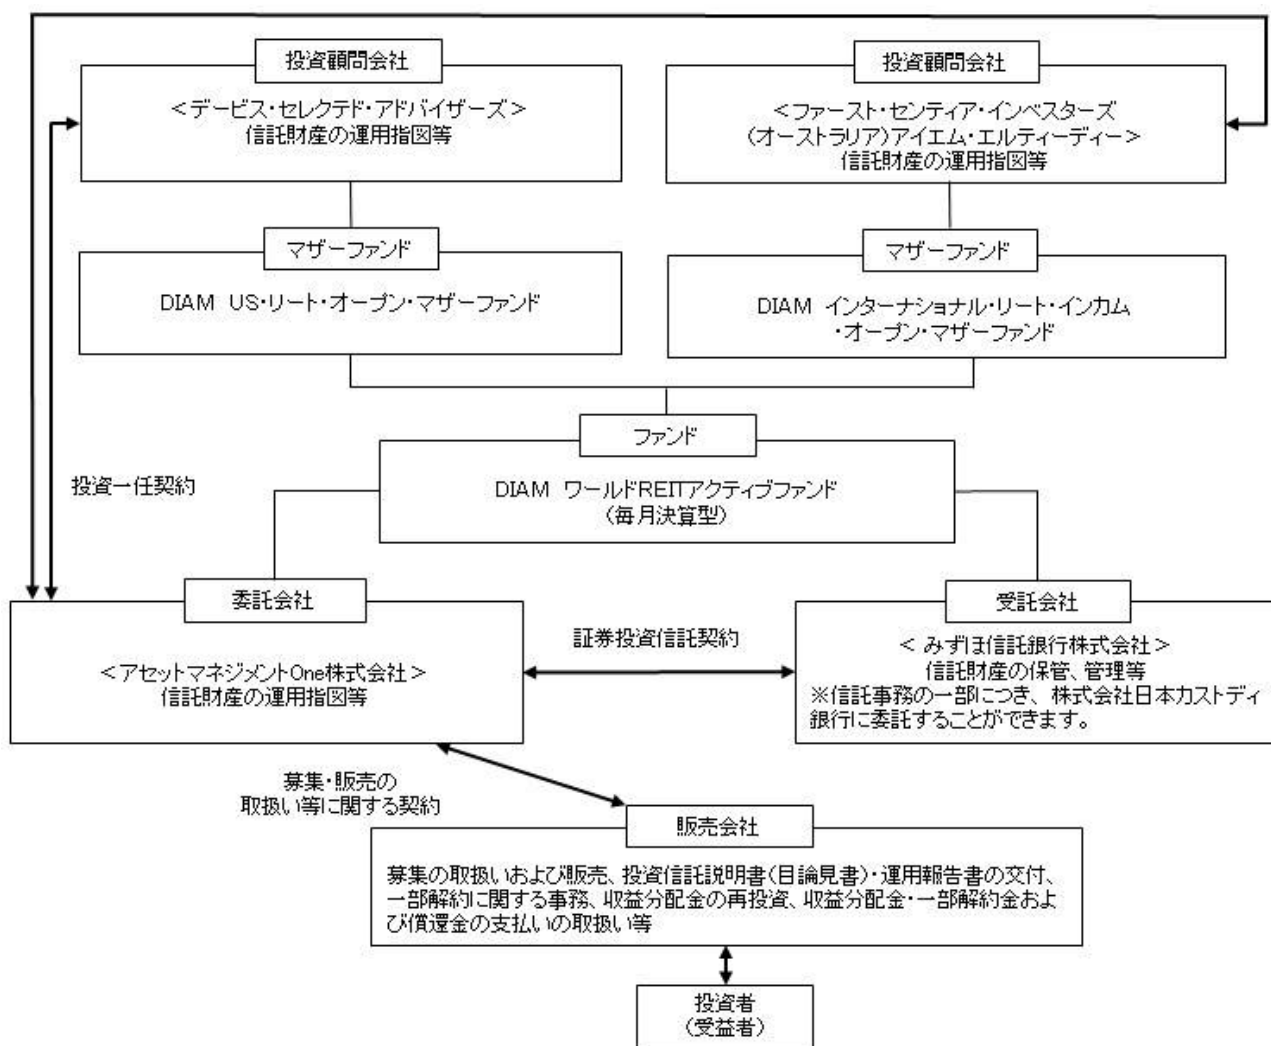 投資顧問会社
＜デービス・セレクテド・アドバイザーズ＞
信託財産の運用指図等
投資顧問会社
＜ファースト・センティア・インベスターズ
（オーストラリア）アイエム・エルティーディー＞
信託財産の運用指図等
マザーファンド
DIAM US・リート・オープン・マザーファンド
マザーファンド
DIAM インターナショナル・リート・インカム
・オープン・マザーファンド
ファンド
DIAM ワールドREITアクティブファンド
（毎月決算型）
投資一任契約
委託会社
＜アセットマネジメントOne株式会社＞
信託財産の運用指図等
証券投資信託契約
受託会社
＜みずほ信託銀行株式会社＞
信託財産の保管、管理等
※信託事務の一部につき、株式会社日本カストディ
銀行に委託することができます。
募集・販売の
取扱い等に関する契約
販売会社
募集の取扱いおよび販売、投資信託説明書（目論見書）・運用報告書の交付、
一部解約に関する事務、収益分配金の再投資、収益分配金・一部解約金およ
び償還金の支払いの取扱い等
投資者
（受益者）